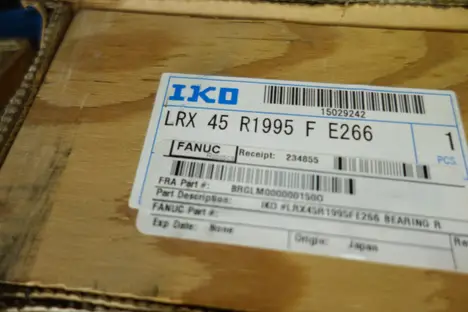 IKO
15029242
LRX 45 R1995 F E266
1
PCS
FANUC Receipt: 234855
FRA Part #: BRGLM00000015OG
Part Description: IKO #LRX45R1995FE266 BEARING R
FANUC Part #:
Exp Date: None Origin: Japan